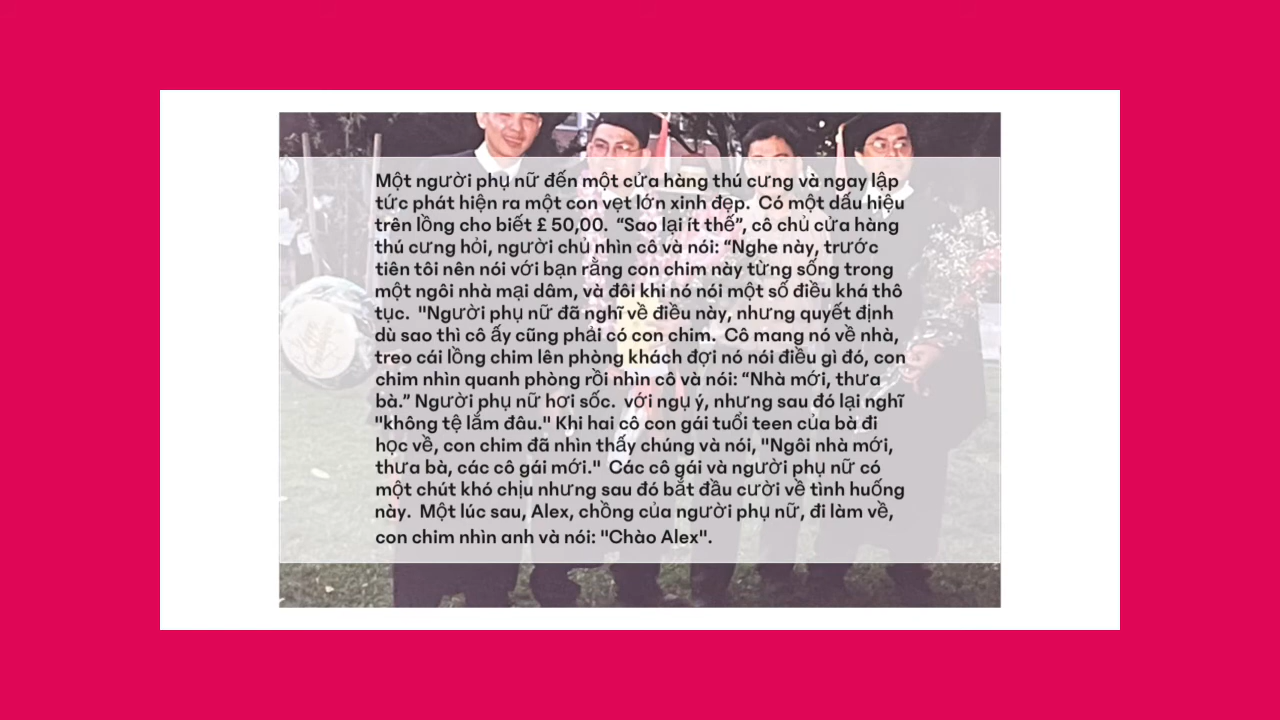 Một người phụ nữ đến một cửa hàng thú cưng và ngay lập
tức phát hiện ra một con vẹt lớn xinh đẹp.  Có một dấu hiệu
trên lồng cho biết £ 50,00.  “Sao lại ít thế”, cô chủ cửa hàng
thú cưng hỏi, người chủ nhìn cô và nói: “Nghe này, trước
tiên tôi nên nói với bạn rằng con chim này từng sống trong
một ngôi nhà mại dâm, và đôi khi nó nói một số điều khá thô
tục.  "Người phụ nữ đã nghĩ về điều này, nhưng quyết định
dù sao thì cô ấy cũng phải có con chim.  Cô mang nó về nhà,
treo cái lồng chim lên phòng khách đợi nó nói điều gì đó, con
chim nhìn quanh phòng rồi nhìn cô và nói: “Nhà mới, thưa
bà.” Người phụ nữ hơi sốc.  với ngụ ý, nhưng sau đó lại nghĩ
"không tệ lắm đâu." Khi hai cô con gái tuổi teen của bà đi
học về, con chim đã nhìn thấy chúng và nói, "Ngôi nhà mới,
thưa bà, các cô gái mới."  Các cô gái và người phụ nữ có
một chút khó chịu nhưng sau đó bắt đầu cười về tình huống
này.  Một lúc sau, Alex, chồng của người phụ nữ, đi làm về,
con chim nhìn anh và nói: "Chào Alex".